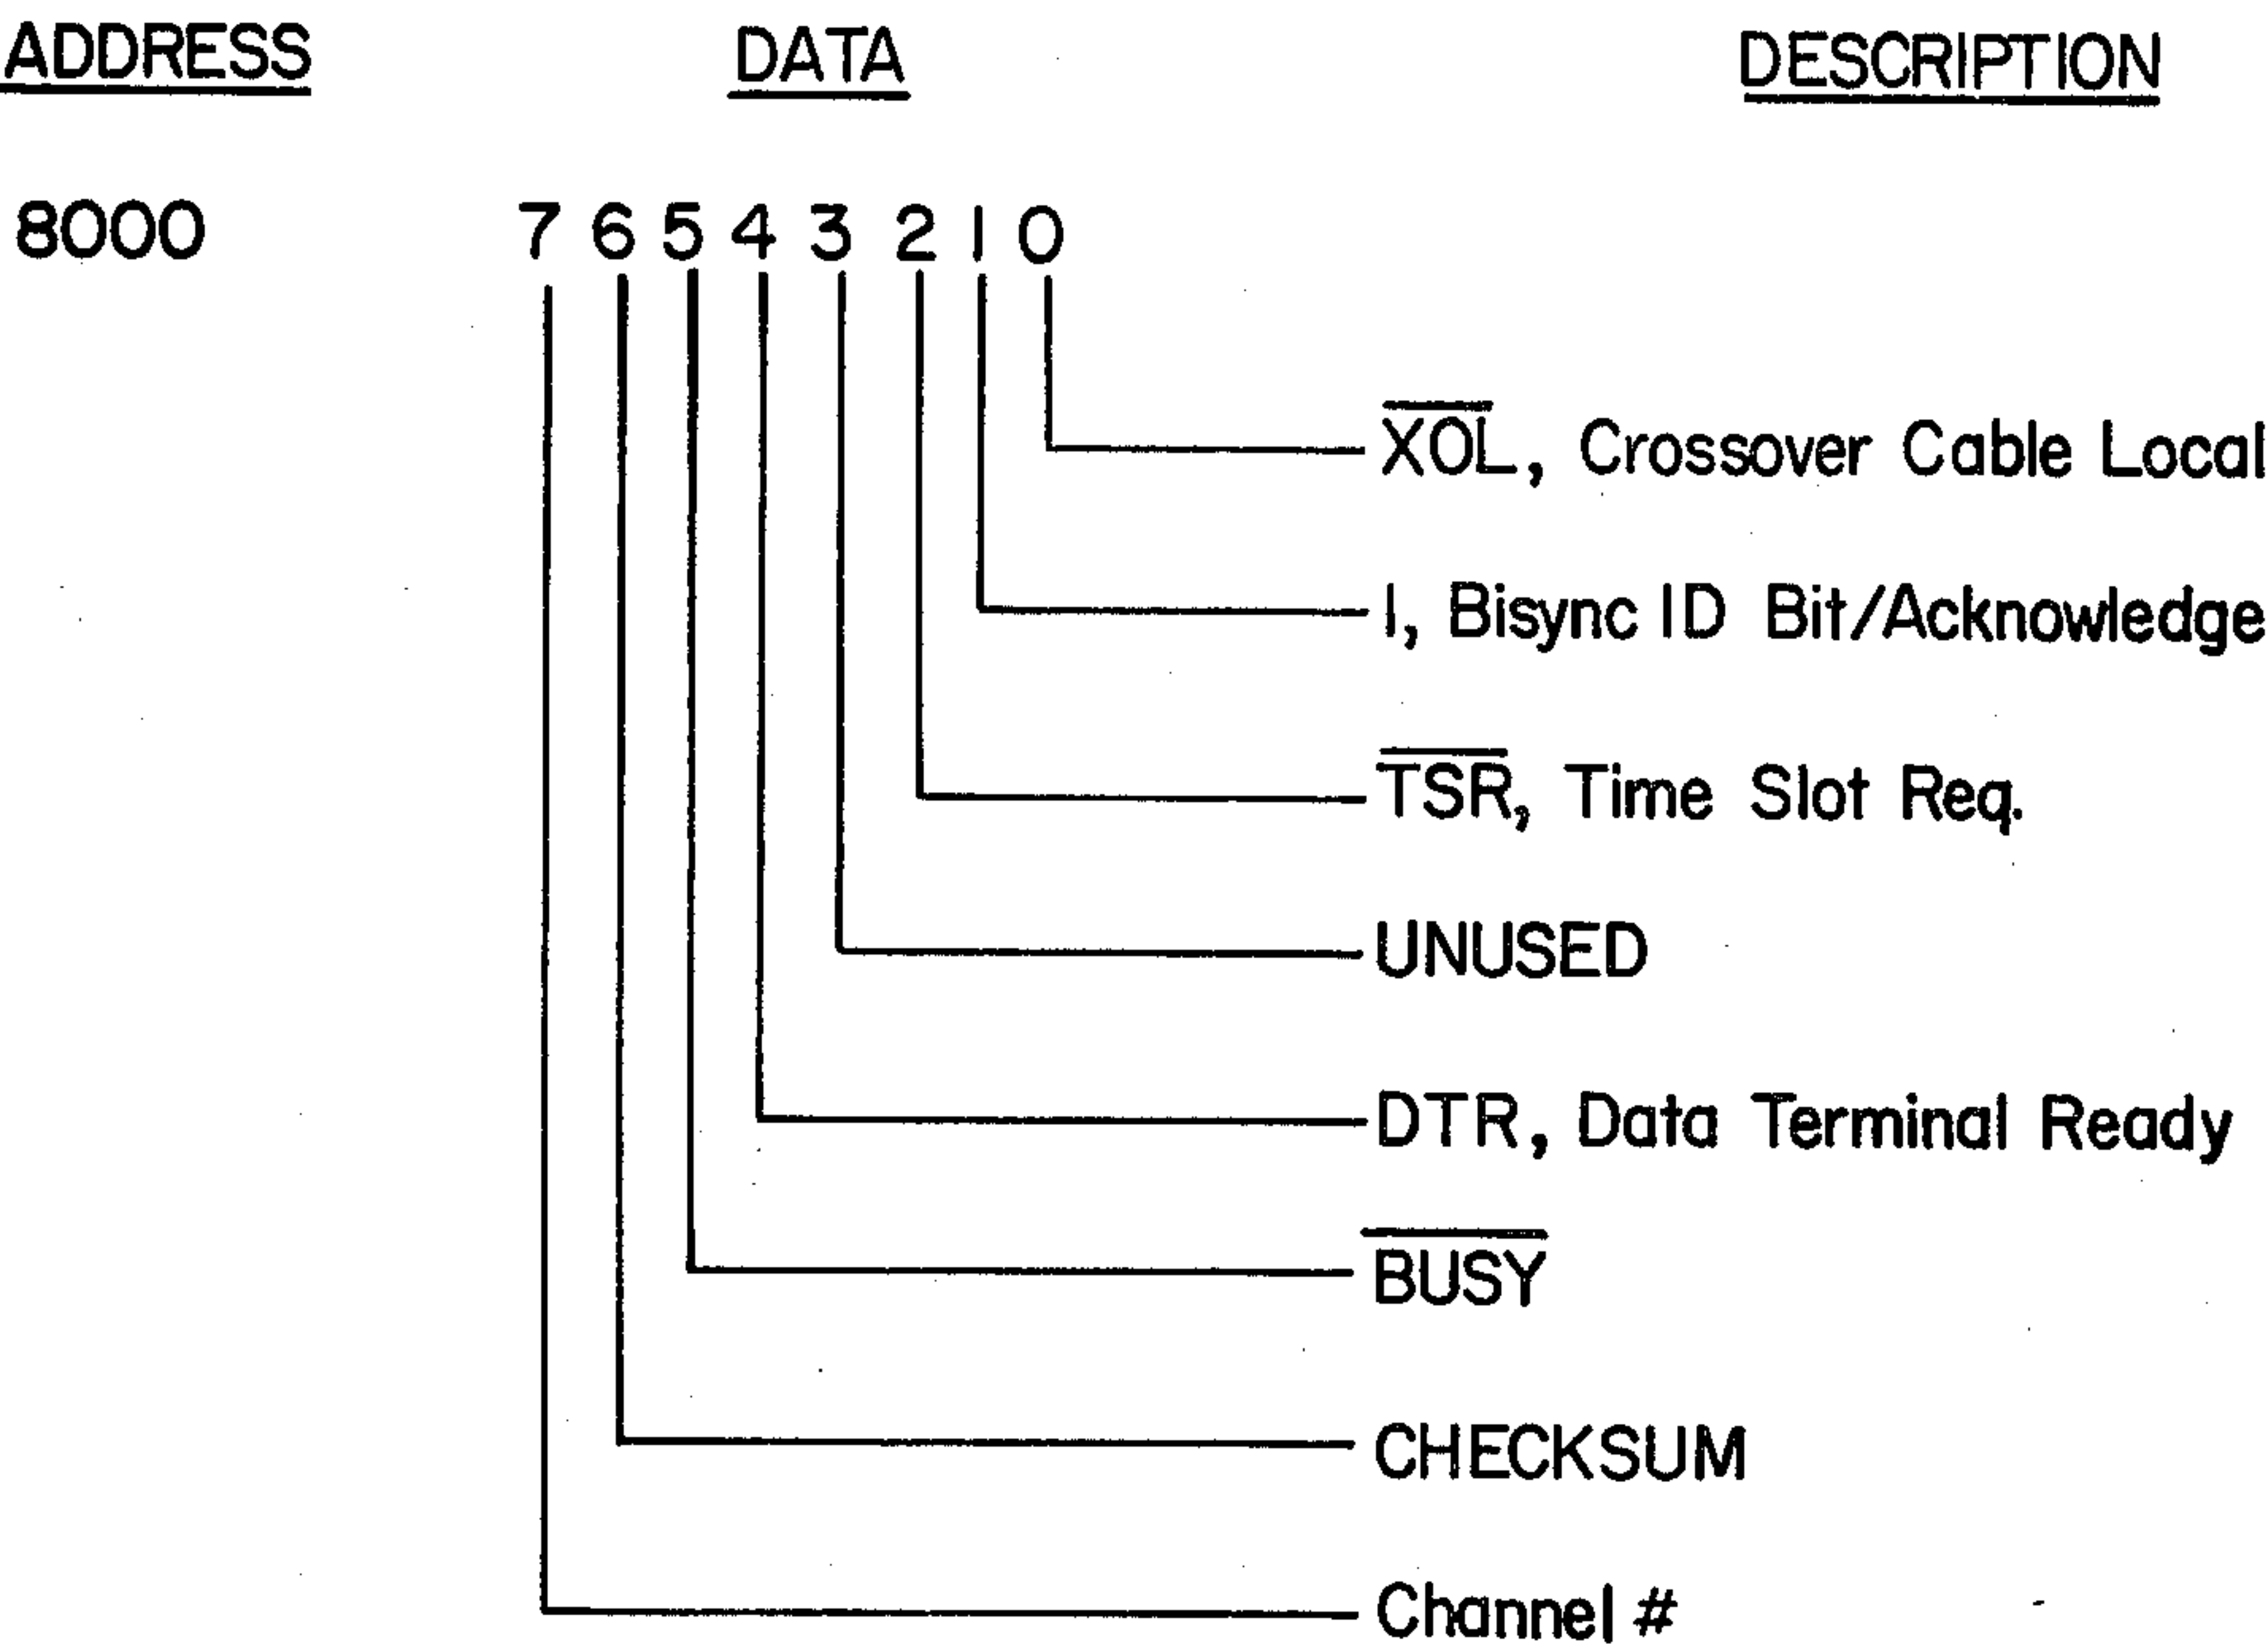 ADDRESS DATA DESCRIPTION
8000 7 6 5 4 3 2 1 0
XOL, Crossover Cable Local
I, Bisync ID Bit/Acknowledge
TSR, Time Slot Req.
UNUSED
DTR, Data Terminal Ready
BUSY
CHECKSUM
Channel #